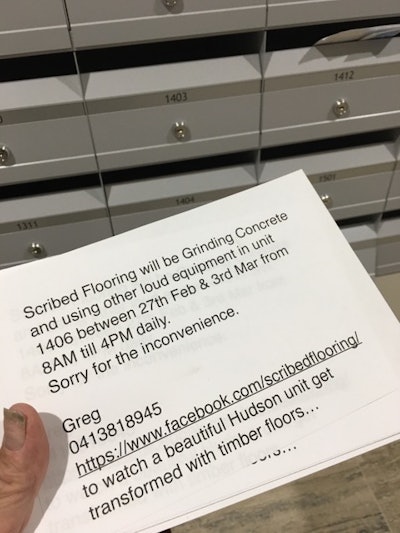 1412
1403
1404
1501
1311
Scribed Flooring will be Grinding Concrete
and using other loud equipment in unit
1406 between 27th Feb & 3rd Mar from
8AM till 4PM daily.
Sorry for the inconvenience.
Greg
0413818945
https://www.facebook.com/scribedflooring/
to watch a beautiful Hudson unit get
transformed with timber floors...